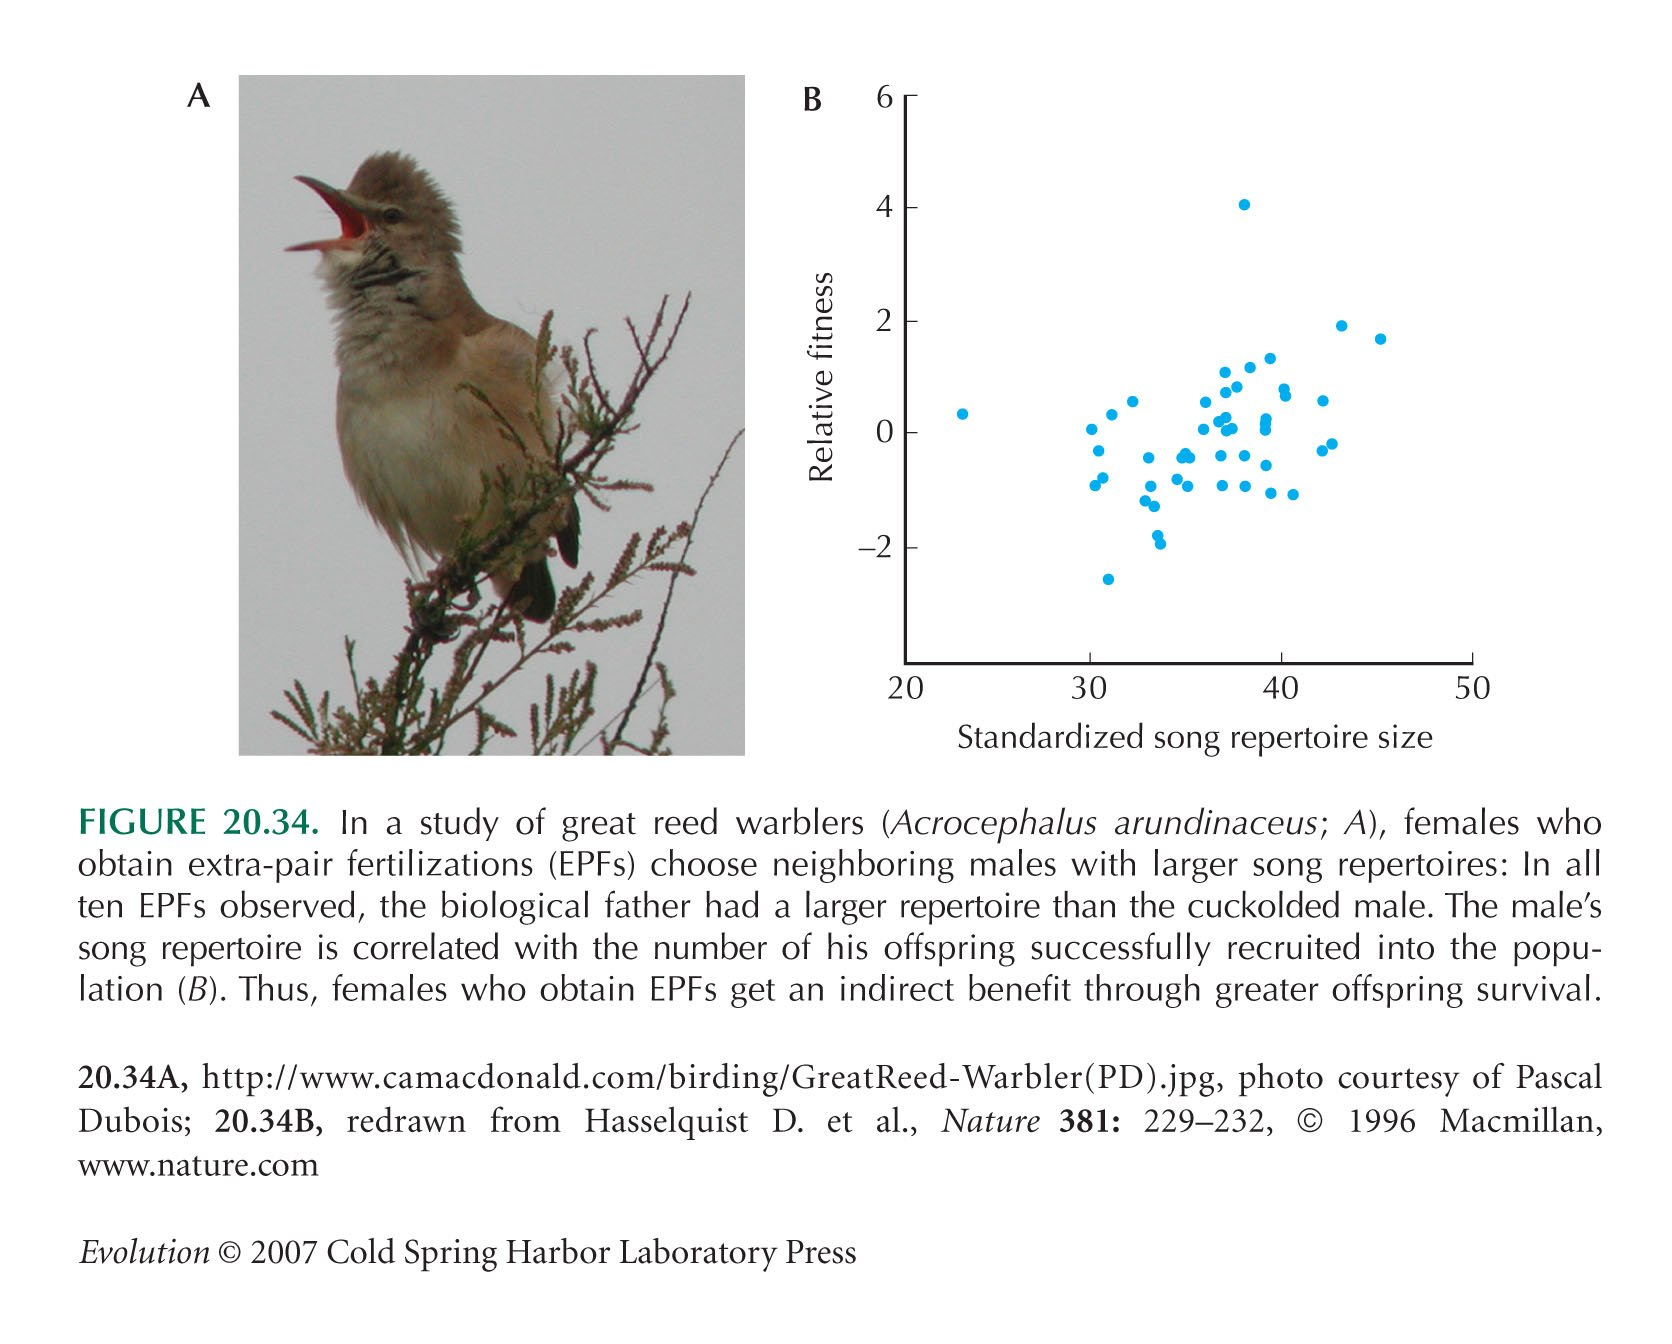 A
B
6
4
2
0
–2
Relative fitness
20 30 40 50
Standardized song repertoire size
FIGURE 20.34. In a study of great reed warblers (Acrocephalus arundinaceus; A), females who
obtain extra-pair fertilizations (EPFs) choose neighboring males with larger song repertoires: In all
ten EPFs observed, the biological father had a larger repertoire than the cuckolded male. The male’s
song repertoire is correlated with the number of his offspring successfully recruited into the popu-
lation (B). Thus, females who obtain EPFs get an indirect benefit through greater offspring survival.
20.34A, http://www.camacdonald.com/birding/GreatReed-Warbler(PD).jpg, photo courtesy of Pascal
Dubois; 20.34B, redrawn from Hasselquist D. et al., Nature 381: 229–232, © 1996 Macmillan,
www.nature.com
Evolution © 2007 Cold Spring Harbor Laboratory Press